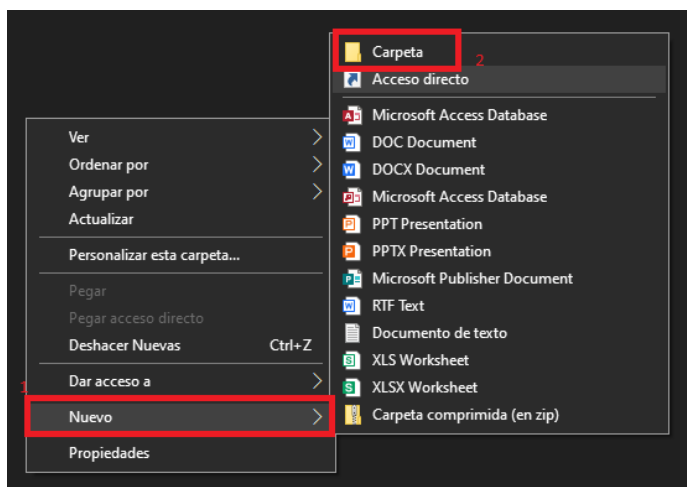 Carpeta
2
Acceso directo
Microsoft Access Database
DOC Document
DOCX Document
Microsoft Access Database
PPT Presentation
PPTX Presentation
Microsoft Publisher Document
RTF Text
Documento de texto
XLS Worksheet
XLSX Worksheet
Carpeta comprimida (en zip)
Ver
Ordenar por
Agrupar por
Actualizar
Personalizar esta carpeta...
Pegar
Pegar acceso directo
Deshacer Nuevas Ctrl+Z
Dar acceso a
1
Nuevo
Propiedades